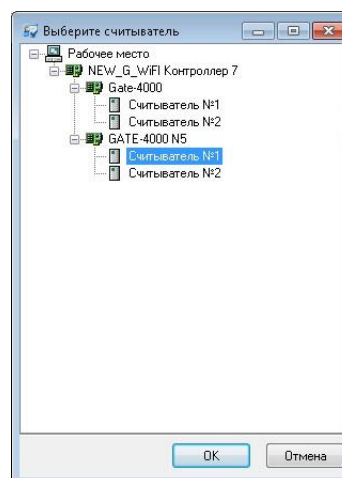 Выберите считыватель
Рабочее место
NEW_G_WiFI Контроллер 7
Gate-4000
Считыватель №1
Считыватель №2
GATE-4000 N5
Считыватель №1
Считыватель №2
OK
Отмена